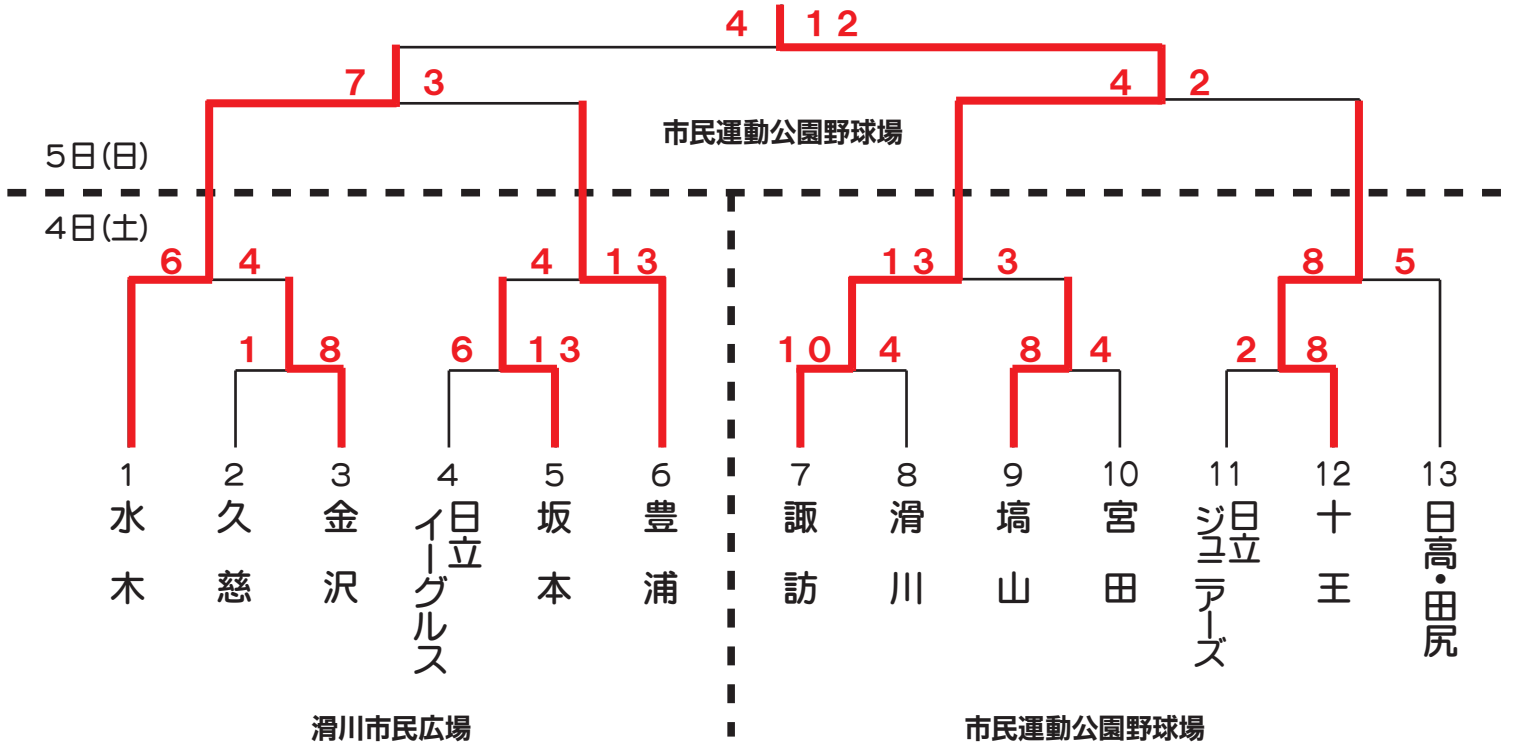 4 12
7 3 4 2
市民運動公園野球場
5日(日)
4日(土)
6 4 4 13 13 3 8 5
1 8 6 13 10 4 8 4 2 8
1 2 3 4 5 6 7 8 9 10 11 12 13
水木
久慈
金沢
日立
イーグルス
坂本
豊浦
諏訪
滑川
塙山
宮田
日立
ジュニアーズ
十王
日高・田尻
滑川市民広場 市民運動公園野球場